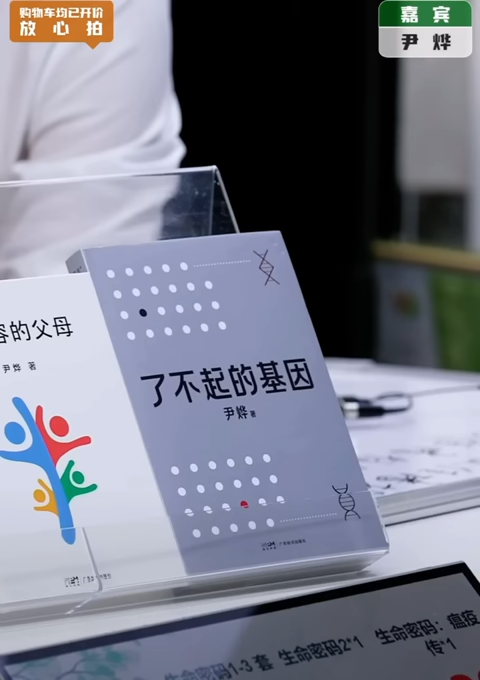 购物车均已开价
放心拍
嘉宾
尹烨
容的父母
尹烨 著
了不起的基因
尹烨 著
生命密码1-3 套 生命密码2*1 生命密码:瘟疫
传*1